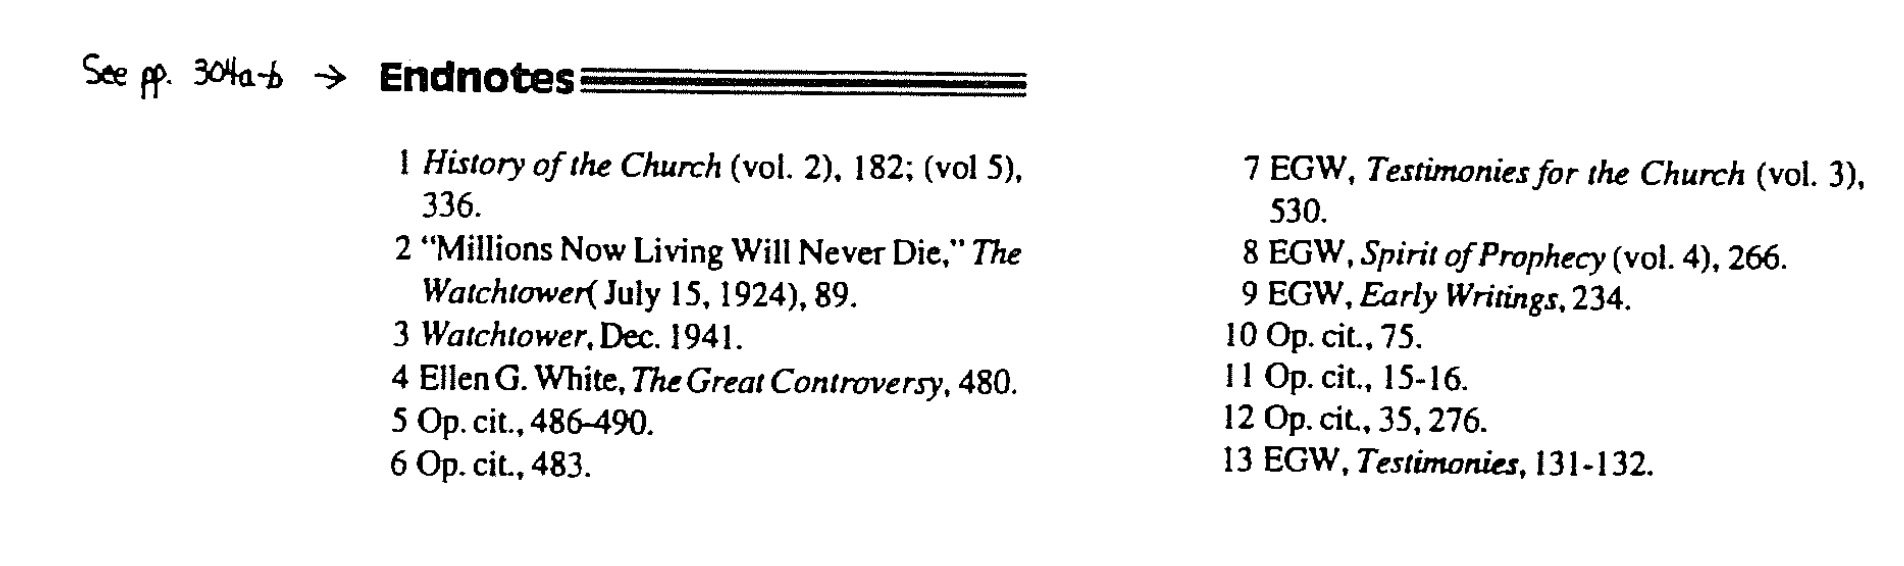 See pp. 304a-b → Endnotes
1 History of the Church (vol. 2), 182; (vol 5),
336.
2 “Millions Now Living Will Never Die,” The
Watchtower( July 15, 1924), 89.
3 Watchtower, Dec. 1941.
4 Ellen G. White, The Great Controversy, 480.
5 Op. cit., 486-490.
6 Op. cit., 483.
7 EGW, Testimonies for the Church (vol. 3),
530.
8 EGW, Spirit of Prophecy (vol. 4), 266.
9 EGW, Early Writings, 234.
10 Op. cit., 75.
11 Op. cit., 15-16.
12 Op. cit., 35, 276.
13 EGW, Testimonies, 131-132.